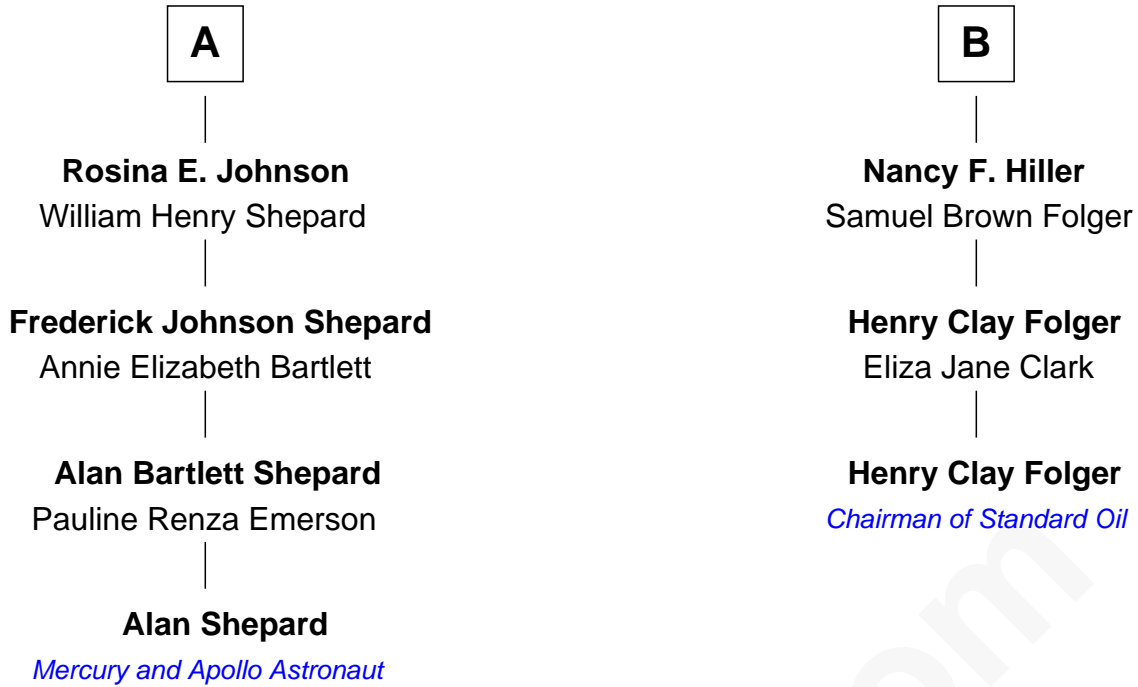 A
Rosina E. Johnson
William Henry Shepard
Frederick Johnson Shepard
Annie Elizabeth Bartlett
Alan Bartlett Shepard
Pauline Renza Emerson
Alan Shepard
Mercury and Apollo Astronaut
B
Nancy F. Hiller
Samuel Brown Folger
Henry Clay Folger
Eliza Jane Clark
Henry Clay Folger
Chairman of Standard Oil
om